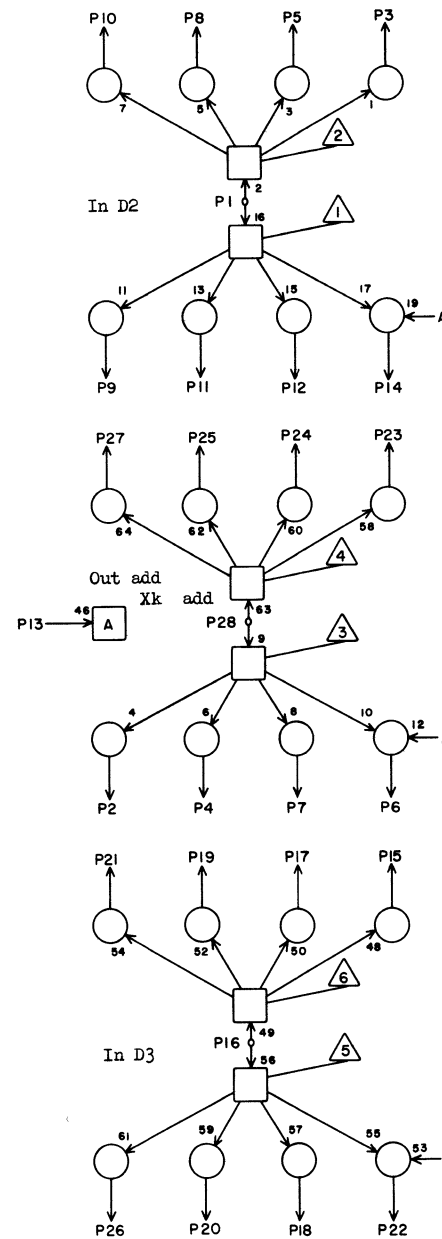 P10 P8 P5 P3
7 5 3 1
2
2
In D2 P1
16 1
11 13 15 17 19 A
P9 P11 P12 P14
P27 P25 P24 P23
64 62 60 58
4
Out add
Xk add 63
46
P13 A P28
9 3
4 6 8 10 12
P2 P4 P7 P6
P21 P19 P17 P15
54 52 50 48
6
49
In D3 P16
56 5
61 59 57 55 53
P26 P20 P18 P22